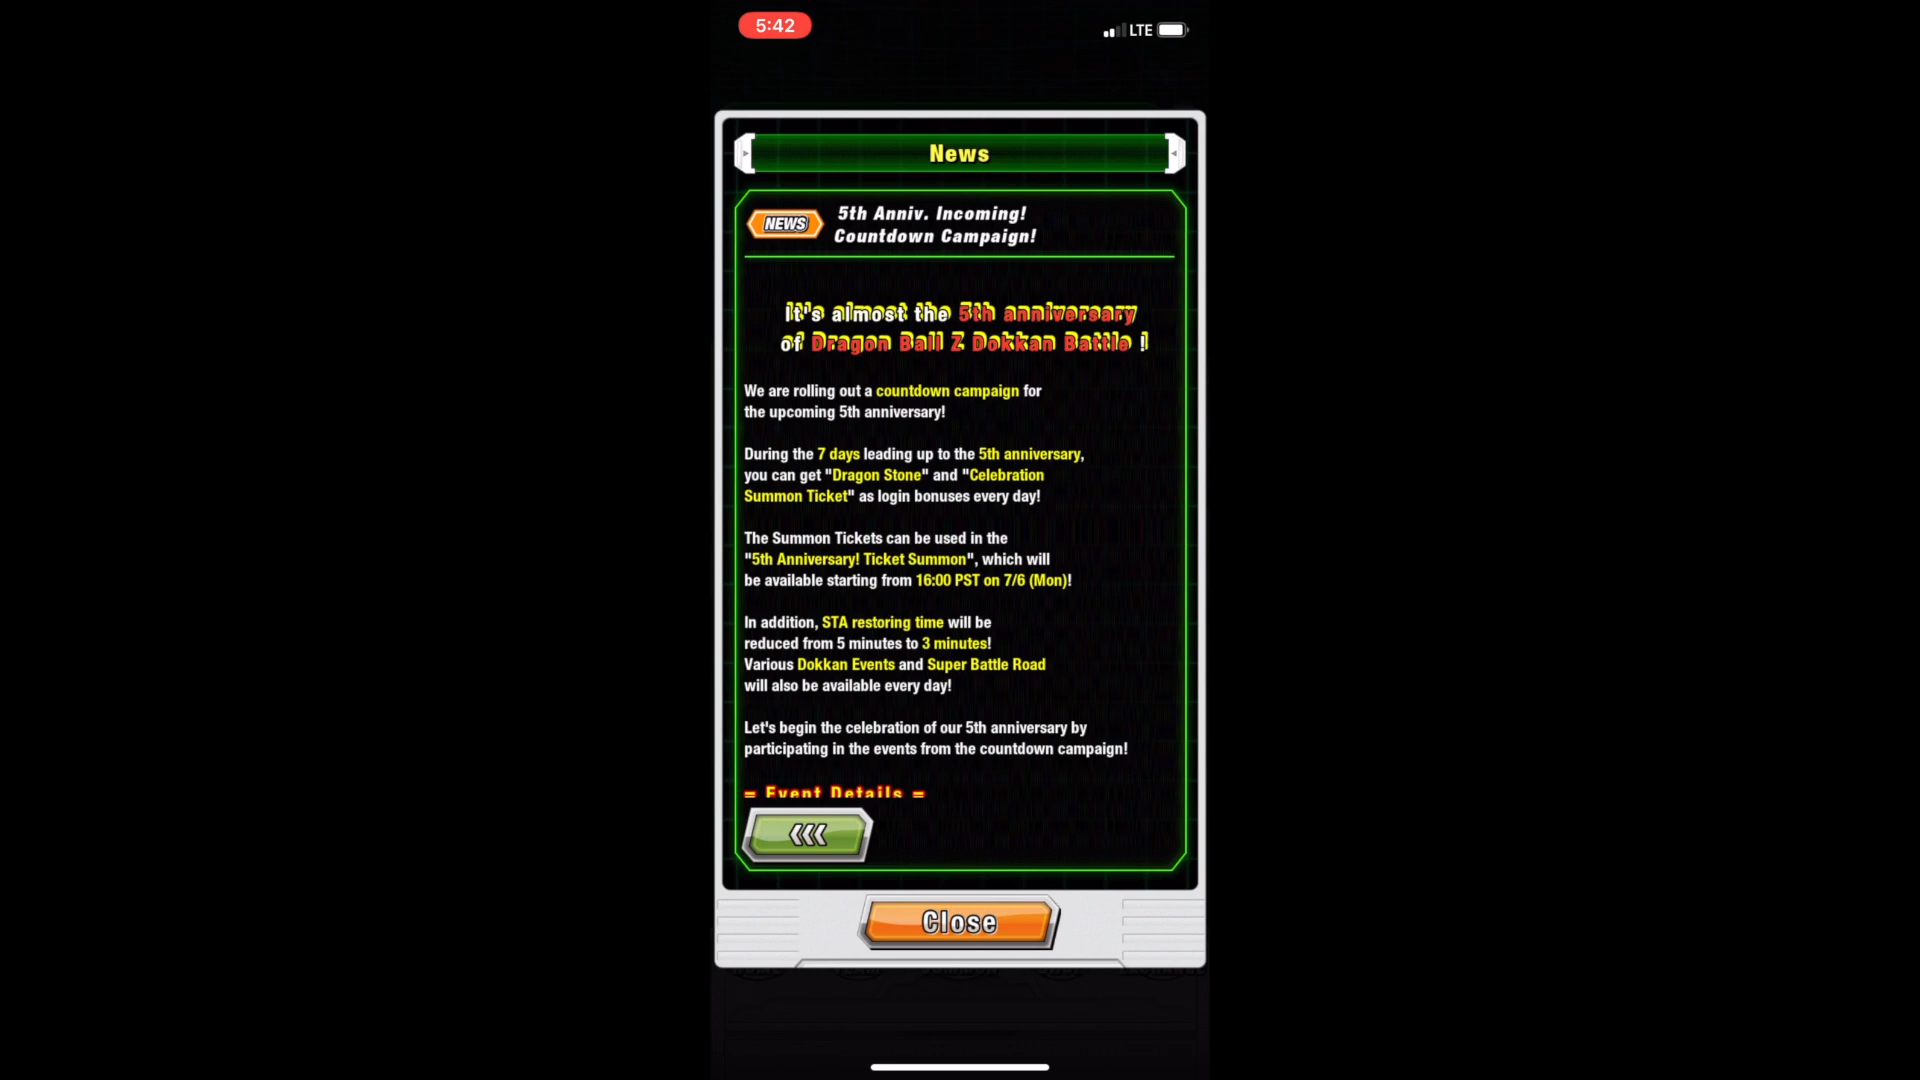 5:42
LTE
News
NEWS
5th Anniv. Incoming!
Countdown Campaign!
It's almost the 5th anniversary
of Dragon Ball Z Dokkan Battle !
We are rolling out a countdown campaign for
the upcoming 5th anniversary!
During the 7 days leading up to the 5th anniversary,
you can get "Dragon Stone" and "Celebration
Summon Ticket" as login bonuses every day!
The Summon Tickets can be used in the
"5th Anniversary! Ticket Summon", which will
be available starting from 16:00 PST on 7/6 (Mon)!
In addition, STA restoring time will be
reduced from 5 minutes to 3 minutes!
Various Dokkan Events and Super Battle Road
will also be available every day!
Let's begin the celebration of our 5th anniversary by
participating in the events from the countdown campaign!
= Event Details =
Close